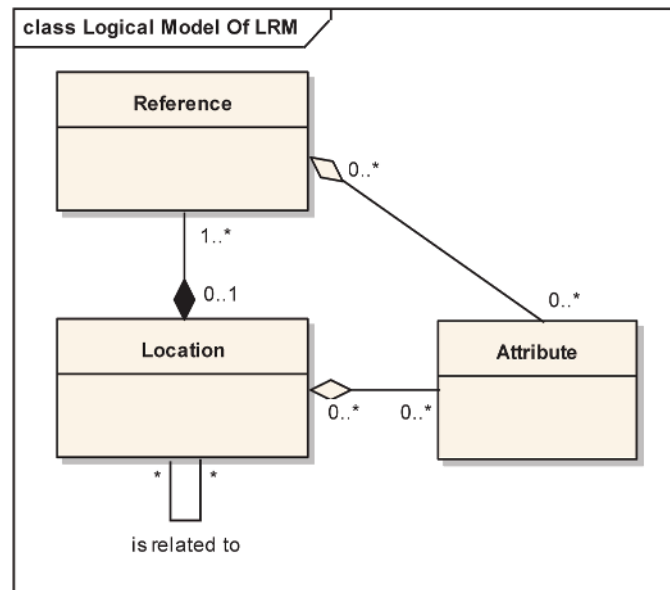 class Logical Model Of LRM
Reference
0..*
1..*
0..1
0..*
Location
Attribute
0..*
0..*
*
*
is related to